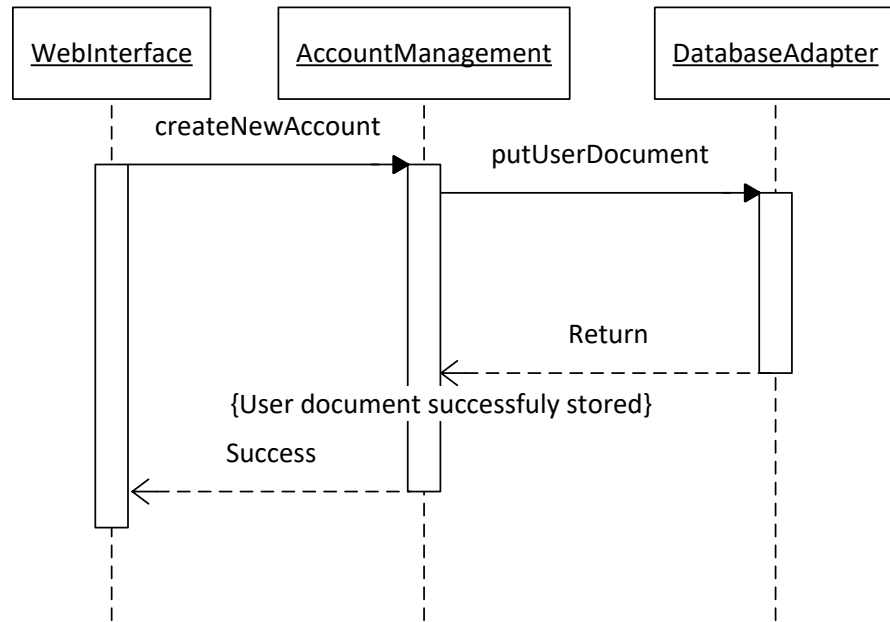 WebInterface
AccountManagement
DatabaseAdapter
createNewAccount
putUserDocument
Return
{User document successfuly stored}
Success